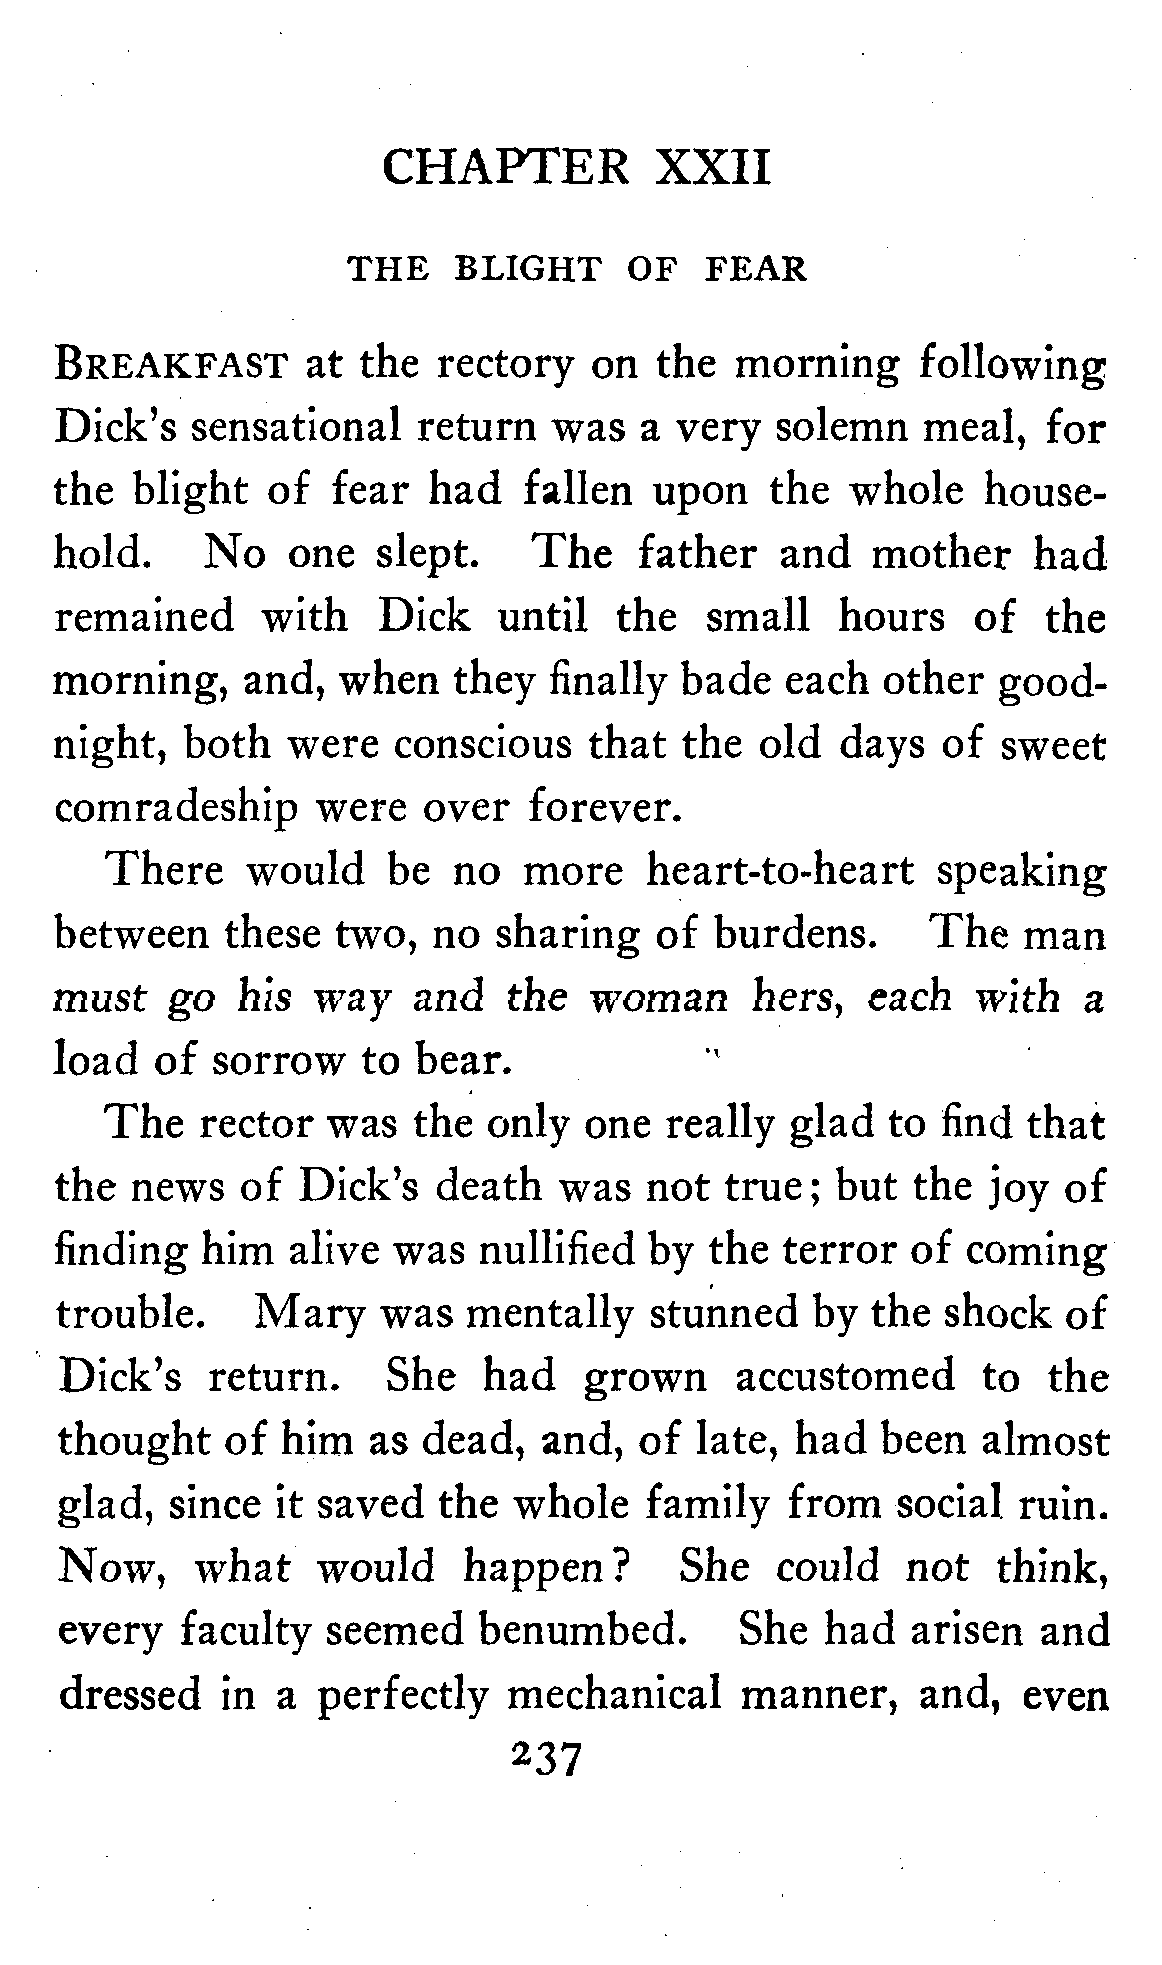 CHAPTER XXII
THE BLIGHT OF FEAR
BREAKFAST at the rectory on the morning following
Dick's sensational return was a very solemn meal, for
the blight of fear had fallen upon the whole house-
hold. No one slept. The father and mother had
remained with Dick until the small hours of the
morning, and, when they finally bade each other good-
night, both were conscious that the old days of sweet
comradeship were over forever.
There would be no more heart-to-heart speaking
between these two, no sharing of burdens. The man
must go his way and the woman hers, each with a
load of sorrow to bear.
The rector was the only one really glad to find that
the news of Dick's death was not true; but the joy of
finding him alive was nullified by the terror of coming
trouble. Mary was mentally stunned by the shock of
Dick's return. She had grown accustomed to the
thought of him as dead, and, of late, had been almost
glad, since it saved the whole family from social ruin.
Now, what would happen? She could not think,
every faculty seemed benumbed. She had arisen and
dressed in a perfectly mechanical manner, and, even
237